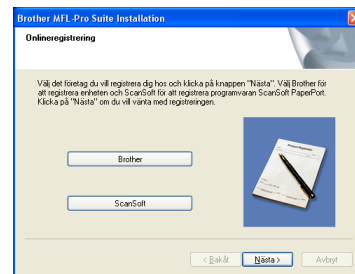 Brother MFL-Pro Suite Installation
Onlineregistrering
Välj det företag du vill registrera dig hos och klicka på knappen "Nästa". Välj Brother för
att registrera enheten och ScanSoft för att registrera programvaran ScanSoft PaperPort.
Klicka på "Nästa" om du vill vänta med registreringen.
Brother
ScanSoft
< Bakåt
Nästa >
Avbryt